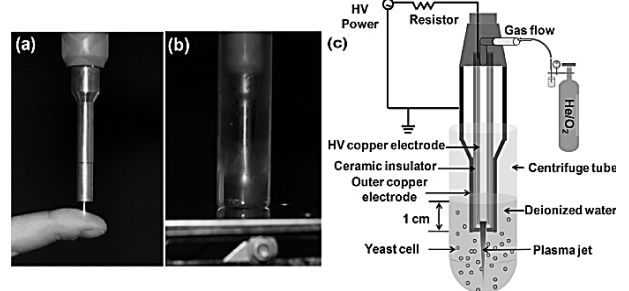 (a)
(b)
(c)
HV
Power
Resistor
Gas flow
He/O₂
HV copper electrode
Ceramic insulator
Outer copper
electrode
1 cm
Yeast cell
Centrifuge tube
Deionized water
Plasma jet